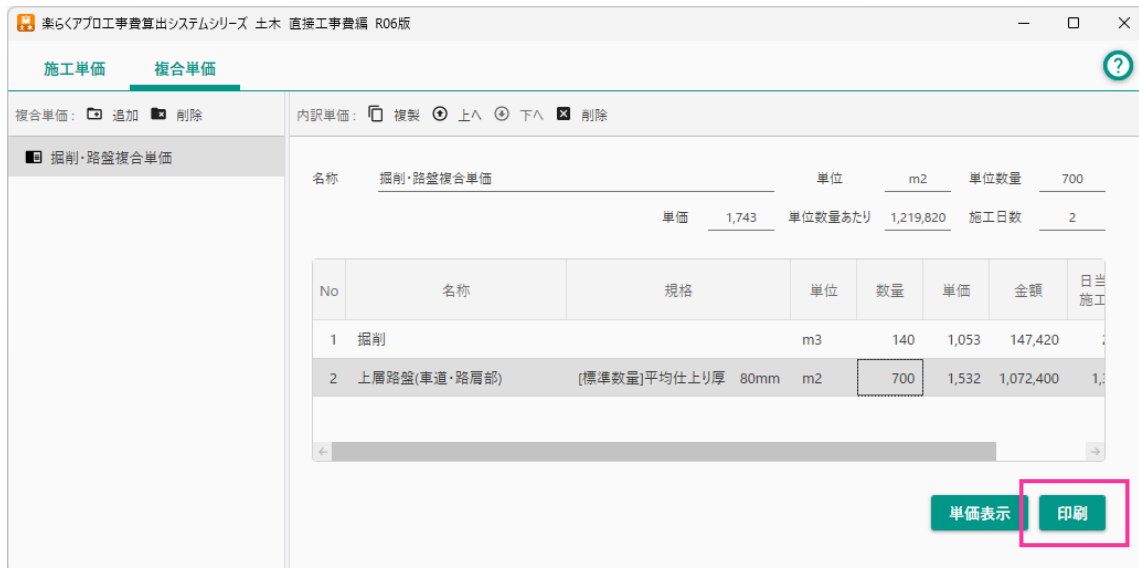 楽らくアプロ工事費算出システムシリーズ 土木 直接工事費編 R06版
施工単価 複合単価
複合単価: 追加 削除
内訳単価: 複製 上へ 下へ 削除
掘削・路盤複合単価
名称 掘削・路盤複合単価 単位 m2 単位数量 700
単価 1,743 単位数量あたり 1,219,820 施工日数 2
No 名称 規格 単位 数量 単価 金額 日当
施工
1 掘削 m3 140 1,053 147,420
2 上層路盤(車道・路肩部) [標準数量]平均仕上り厚 80mm m2 700 1,532 1,072,400 1,
単価表示 印刷